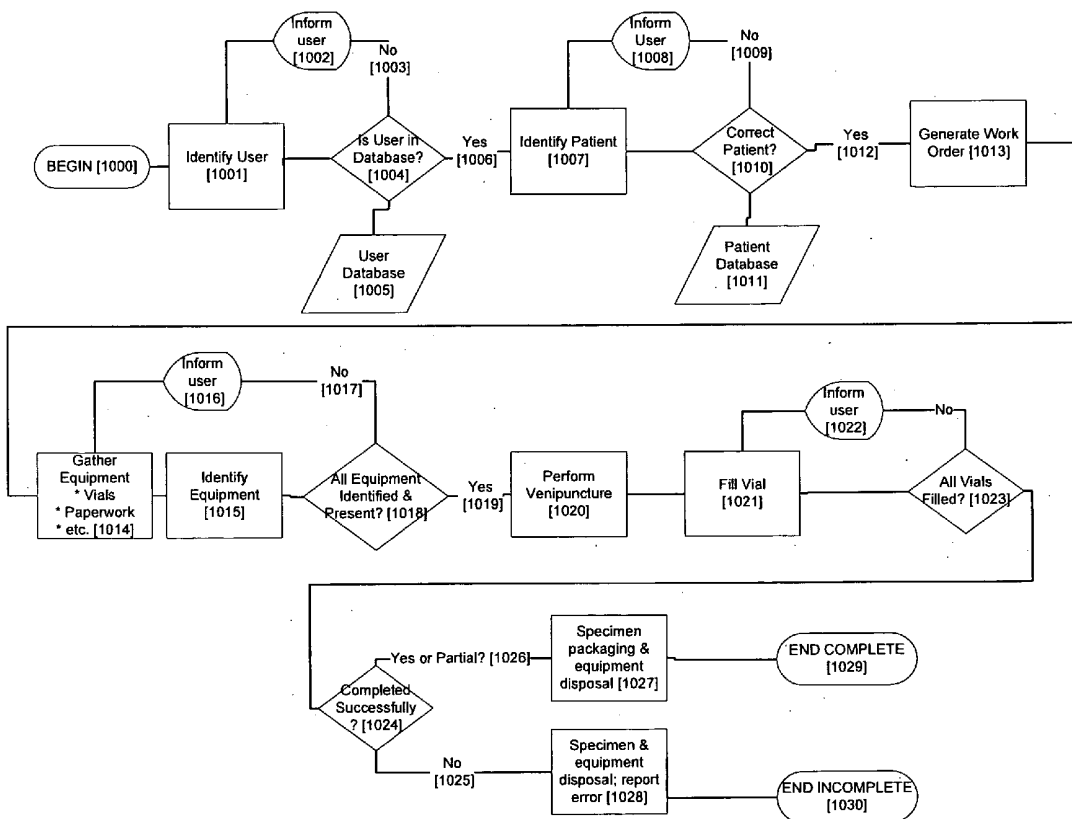 Inform
user
[1002]
No
[1003]
Inform
User
[1008]
No
[1009]
BEGIN [1000]
Identify User
[1001]
Is User in
Database?
[1004]
Yes
[1006]
Identify Patient
[1007]
Correct
Patient?
[1010]
Yes
[1012]
Generate Work
Order [1013]
User
Database
[1005]
Patient
Database
[1011]
Inform
user
[1016]
No
[1017]
Inform
user
[1022]
No
Gather
Equipment
* Vials
* Paperwork
* etc. [1014]
Identify
Equipment
[1015]
All Equipment
Identified &
Present? [1018]
Yes
[1019]
Perform
Venipuncture
[1020]
Fill Vial
[1021]
All Vials
Filled? [1023]
Yes or Partial? [1026]
Specimen
packaging &
equipment
disposal [1027]
END COMPLETE
[1029]
Completed
Successfully
? [1024]
No
[1025]
Specimen &
equipment
disposal; report
error [1028]
END INCOMPLETE
[1030]